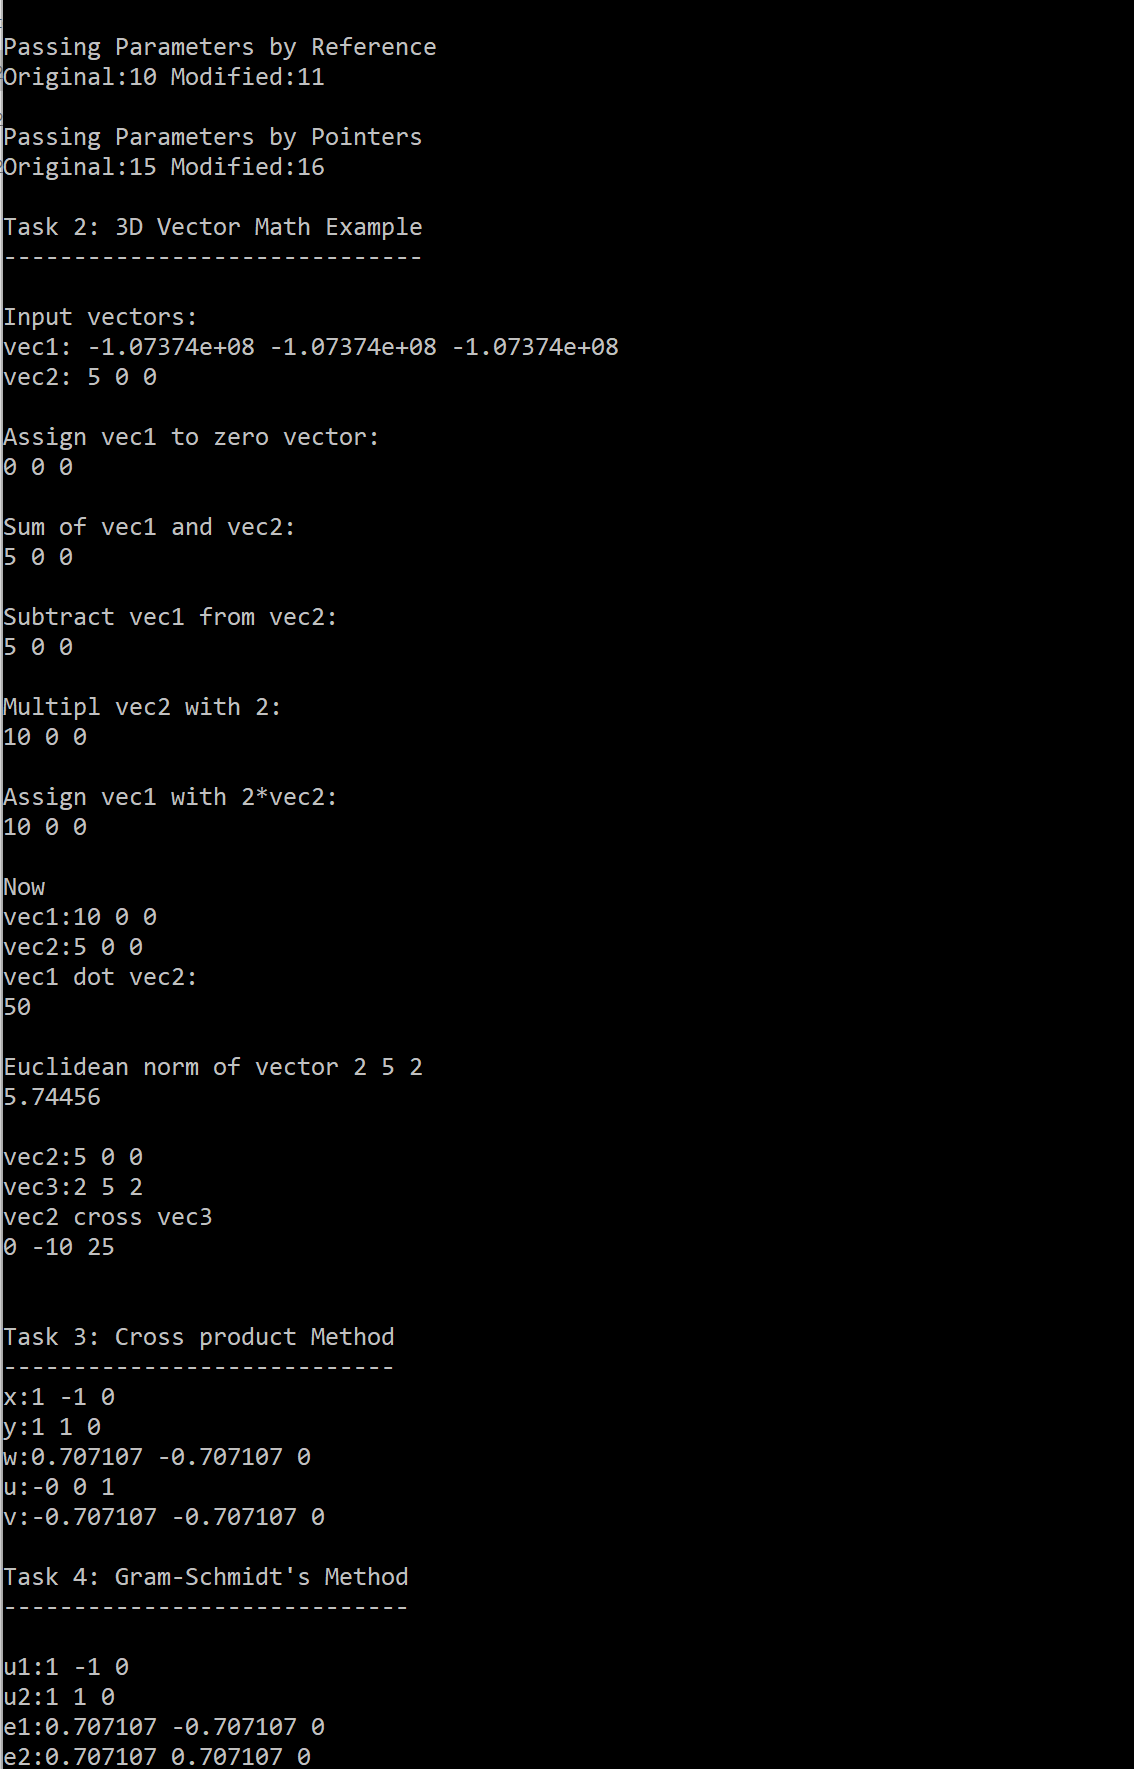 Passing Parameters by Reference
Original:10 Modified:11
Passing Parameters by Pointers
Original:15 Modified:16
Task 2: 3D Vector Math Example
------------------------------
Input vectors:
vec1: -1.07374e+08 -1.07374e+08 -1.07374e+08
vec2: 5 0 0
Assign vec1 to zero vector:
0 0 0
Sum of vec1 and vec2:
5 0 0
Subtract vec1 from vec2:
5 0 0
Multipl vec2 with 2:
10 0 0
Assign vec1 with 2*vec2:
10 0 0
Now
vec1:10 0 0
vec2:5 0 0
vec1 dot vec2:
50
Euclidean norm of vector 2 5 2
5.74456
vec2:5 0 0
vec3:2 5 2
vec2 cross vec3
0 -10 25
Task 3: Cross product Method
----------------------------
x:1 -1 0
y:1 1 0
w:0.707107 -0.707107 0
u:-0 0 1
v:-0.707107 -0.707107 0
Task 4: Gram-Schmidt's Method
-----------------------------
u1:1 -1 0
u2:1 1 0
e1:0.707107 -0.707107 0
e2:0.707107 0.707107 0